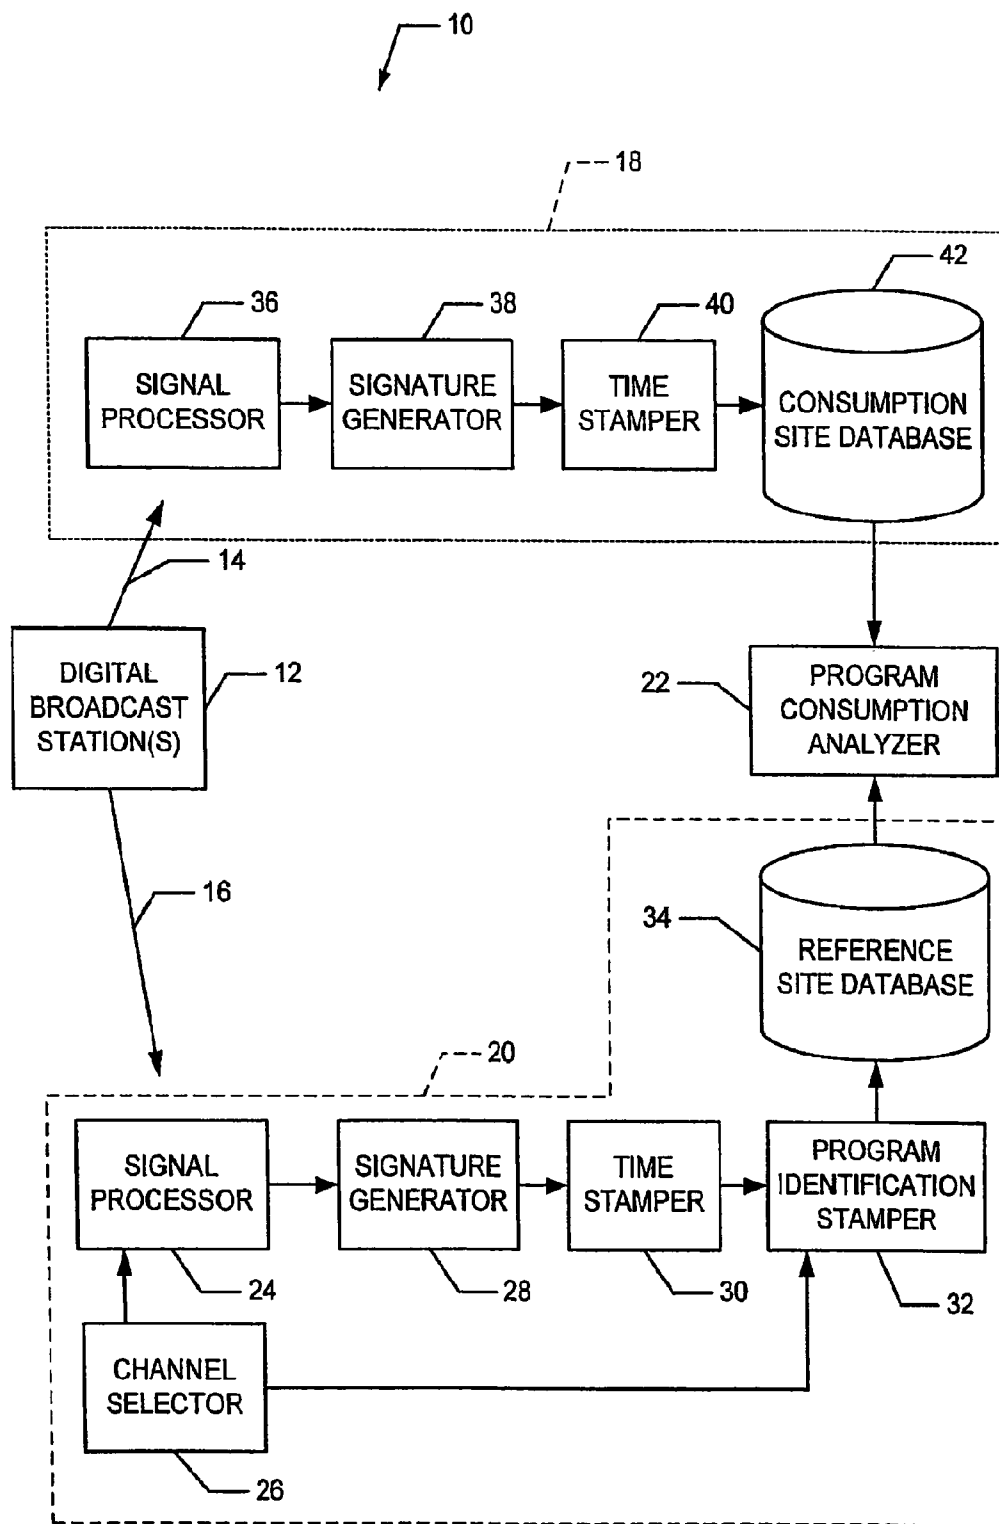 10
18
42
36
38
40
SIGNAL
PROCESSOR
SIGNATURE
GENERATOR
TIME
STAMPER
CONSUMPTION
SITE DATABASE
14
DIGITAL
BROADCAST
STATION(S)
12
22
PROGRAM
CONSUMPTION
ANALYZER
16
34
REFERENCE
SITE DATABASE
20
SIGNAL
PROCESSOR
SIGNATURE
GENERATOR
TIME
STAMPER
PROGRAM
IDENTIFICATION
STAMPER
24
28
30
32
CHANNEL
SELECTOR
26